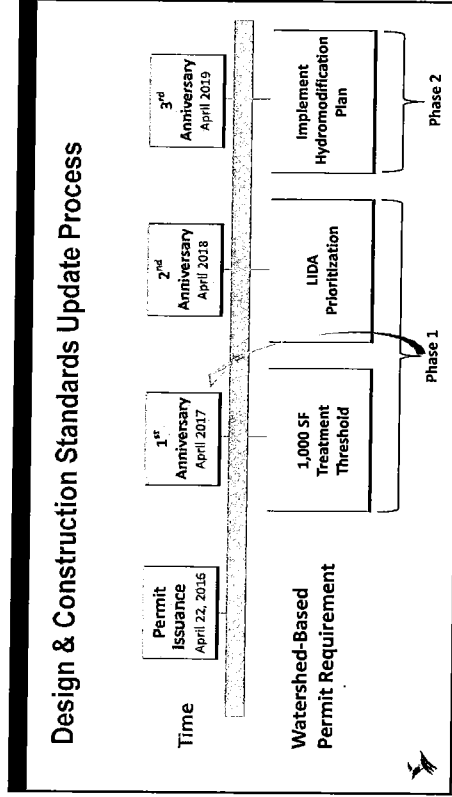 Design & Construction Standards Update Process
Time
Permit
Issuance
April 22, 2016
1st
Anniversary
April 2017
2nd
Anniversary
April 2018
3rd
Anniversary
April 2019
Watershed-Based
Permit Requirement
1,000 SF
Treatment
Threshold
LIDA
Prioritization
Implement
Hydromodification
Plan
Phase 1
Phase 2